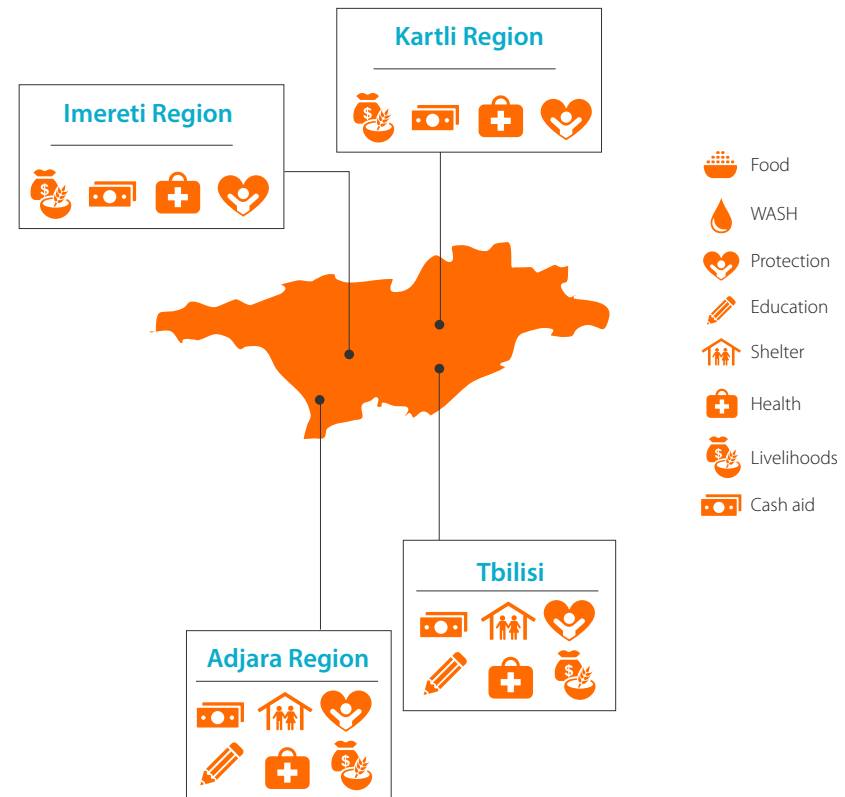 Kartli Region
Imereti Region
Food
WASH
Protection
Education
Shelter
Health
Livelihoods
Cash aid
Tbilisi
Adjara Region